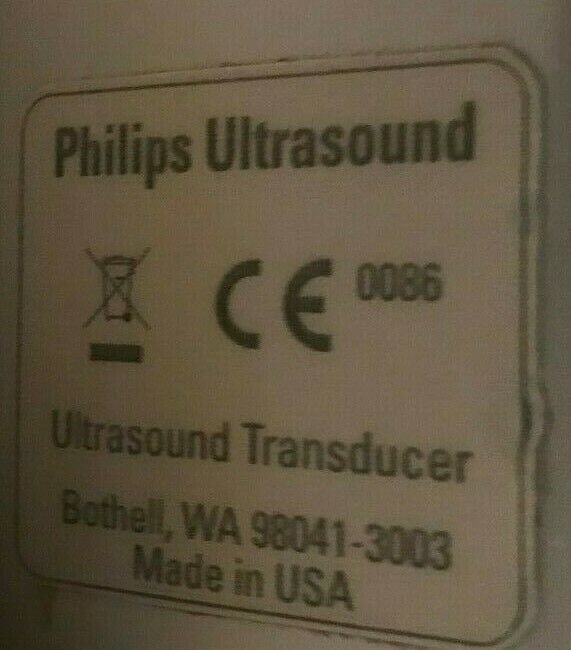 Philips Ultrasound
CE 0086
Ultrasound Transducer
Bothell, WA 98041-3003
Made in USA